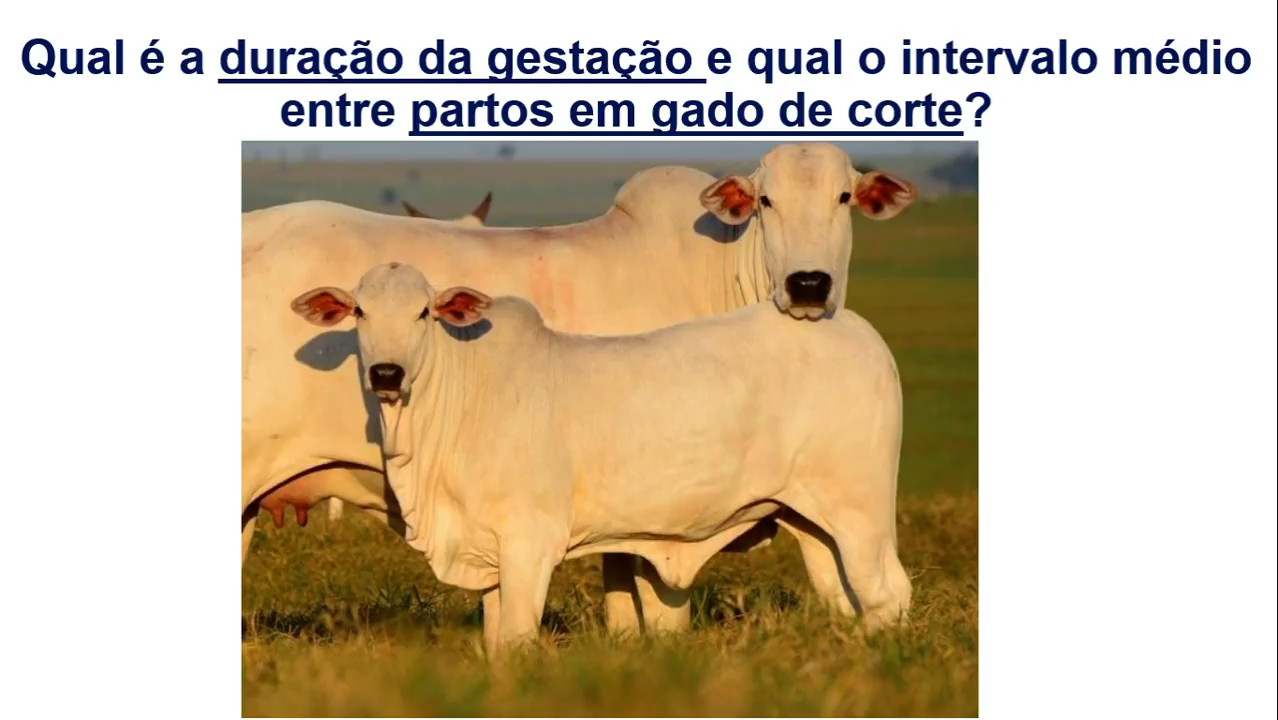 Qual é a duração da gestação e qual o intervalo médio
entre partos em gado de corte?